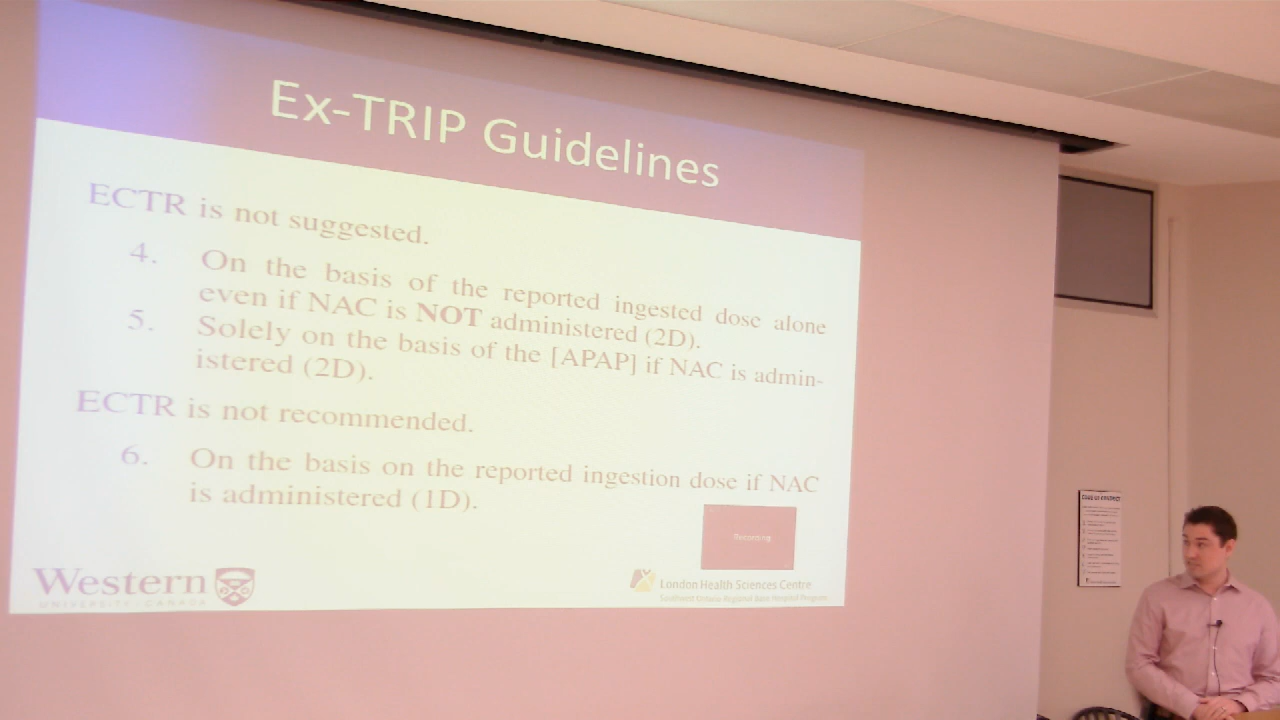 Ex-TRIP Guidelines
ECTR is not suggested.
4. On the basis of the reported ingested dose alone
even if NAC is NOT administered (2D).
5. Solely on the basis of the [APAP] if NAC is admin-
istered (2D).
ECTR is not recommended.
6. On the basis on the reported ingestion dose if NAC
is administered (1D).
Recording
Western
UNIVERSITY · CANADA
London Health Sciences Centre
Southwest Ontario Regional Base Hospital Program